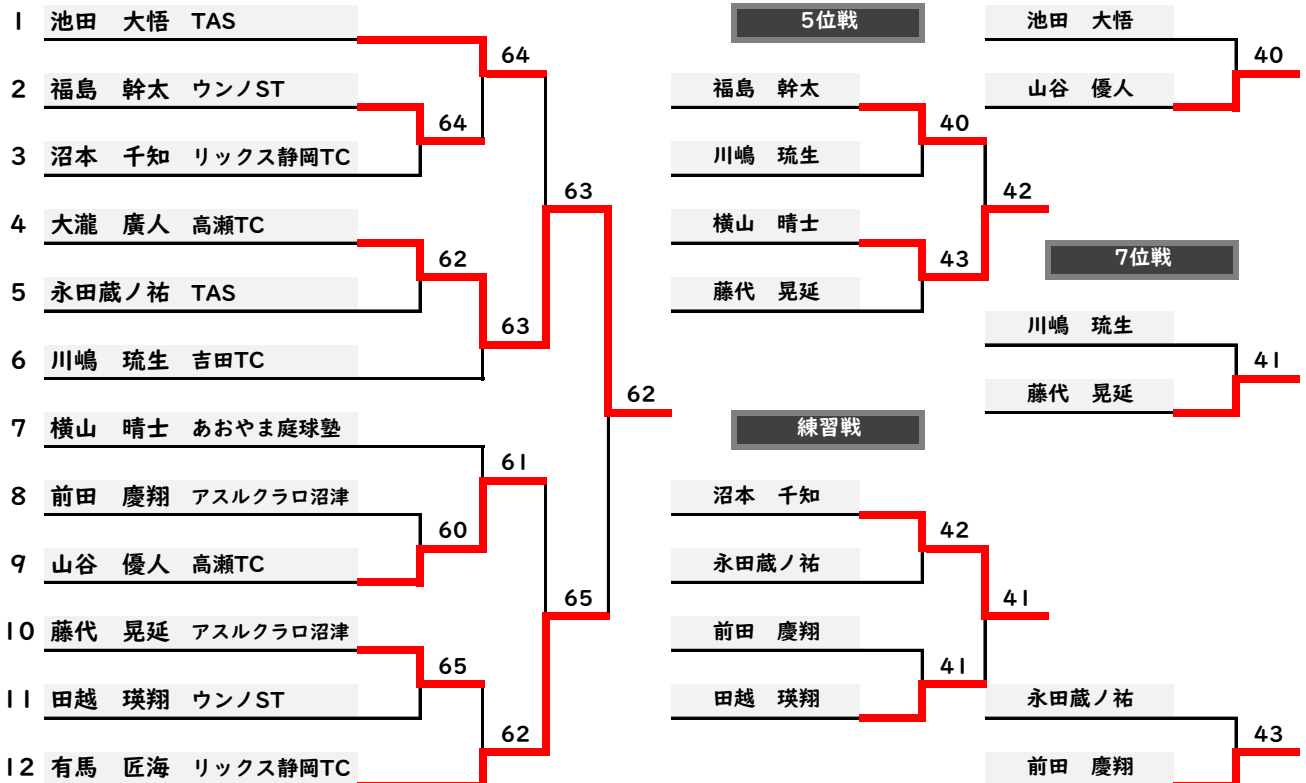 1 池田 大悟 TAS
64
2 福島 幹太 ウンノST
64
3 沼本 千知 リックス静岡TC
63
4 大瀧 廣人 高瀬TC
62
5 永田蔵ノ祐 TAS
63
6 川嶋 琉生 吉田TC
62
7 横山 晴士 あおやま庭球塾
61
8 前田 慶翔 アスルクラロ沼津
60
9 山谷 優人 高瀬TC
65
10 藤代 晃延 アスルクラロ沼津
65
11 田越 瑛翔 ウンノST
62
12 有馬 匠海 リックス静岡TC
5位戦
福島 幹太
40
川嶋 琉生
42
横山 晴士
43
藤代 晃延
池田 大悟
40
山谷 優人
7位戦
川嶋 琉生
41
藤代 晃延
練習戦
沼本 千知
42
永田蔵ノ祐
41
前田 慶翔
41
田越 瑛翔
永田蔵ノ祐
43
前田 慶翔